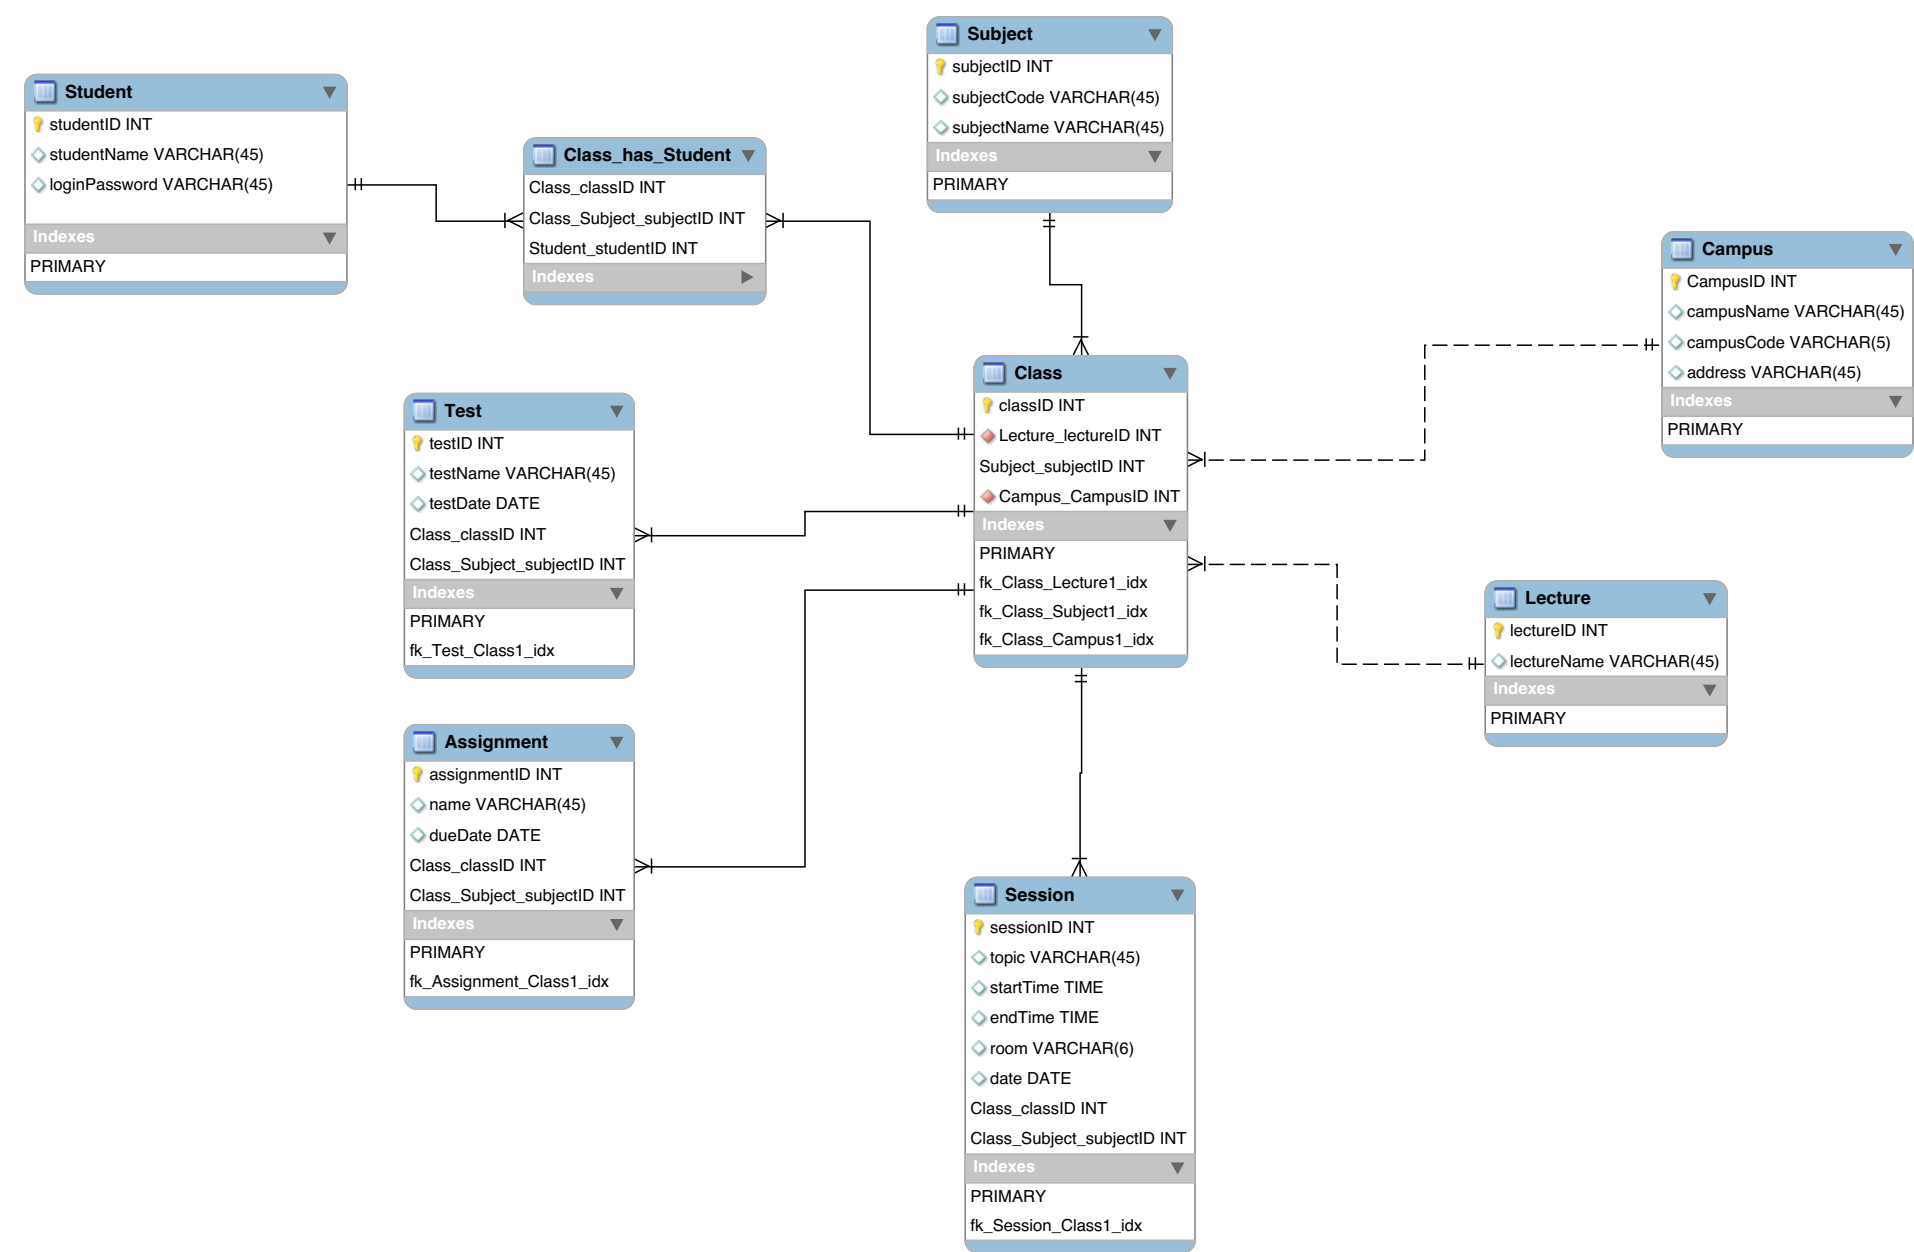 Student
studentID INT
studentName VARCHAR(45)
loginPassword VARCHAR(45)
Indexes
PRIMARY
Class_has_Student
Class_classID INT
Class_Subject_subjectID INT
Student_studentID INT
Indexes
Subject
subjectID INT
subjectCode VARCHAR(45)
subjectName VARCHAR(45)
Indexes
PRIMARY
Campus
CampusID INT
campusName VARCHAR(45)
campusCode VARCHAR(5)
address VARCHAR(45)
Indexes
PRIMARY
Test
testID INT
testName VARCHAR(45)
testDate DATE
Class_classID INT
Class_Subject_subjectID INT
Indexes
PRIMARY
fk_Test_Class1_idx
Class
classID INT
Lecture_lectureID INT
Subject_subjectID INT
Campus_CampusID INT
Indexes
PRIMARY
fk_Class_Lecture1_idx
fk_Class_Subject1_idx
fk_Class_Campus1_idx
Lecture
lectureID INT
lectureName VARCHAR(45)
Indexes
PRIMARY
Assignment
assignmentID INT
name VARCHAR(45)
dueDate DATE
Class_classID INT
Class_Subject_subjectID INT
Indexes
PRIMARY
fk_Assignment_Class1_idx
Session
sessionID INT
topic VARCHAR(45)
startTime TIME
endTime TIME
room VARCHAR(6)
date DATE
Class_classID INT
Class_Subject_subjectID INT
Indexes
PRIMARY
fk_Session_Class1_idx